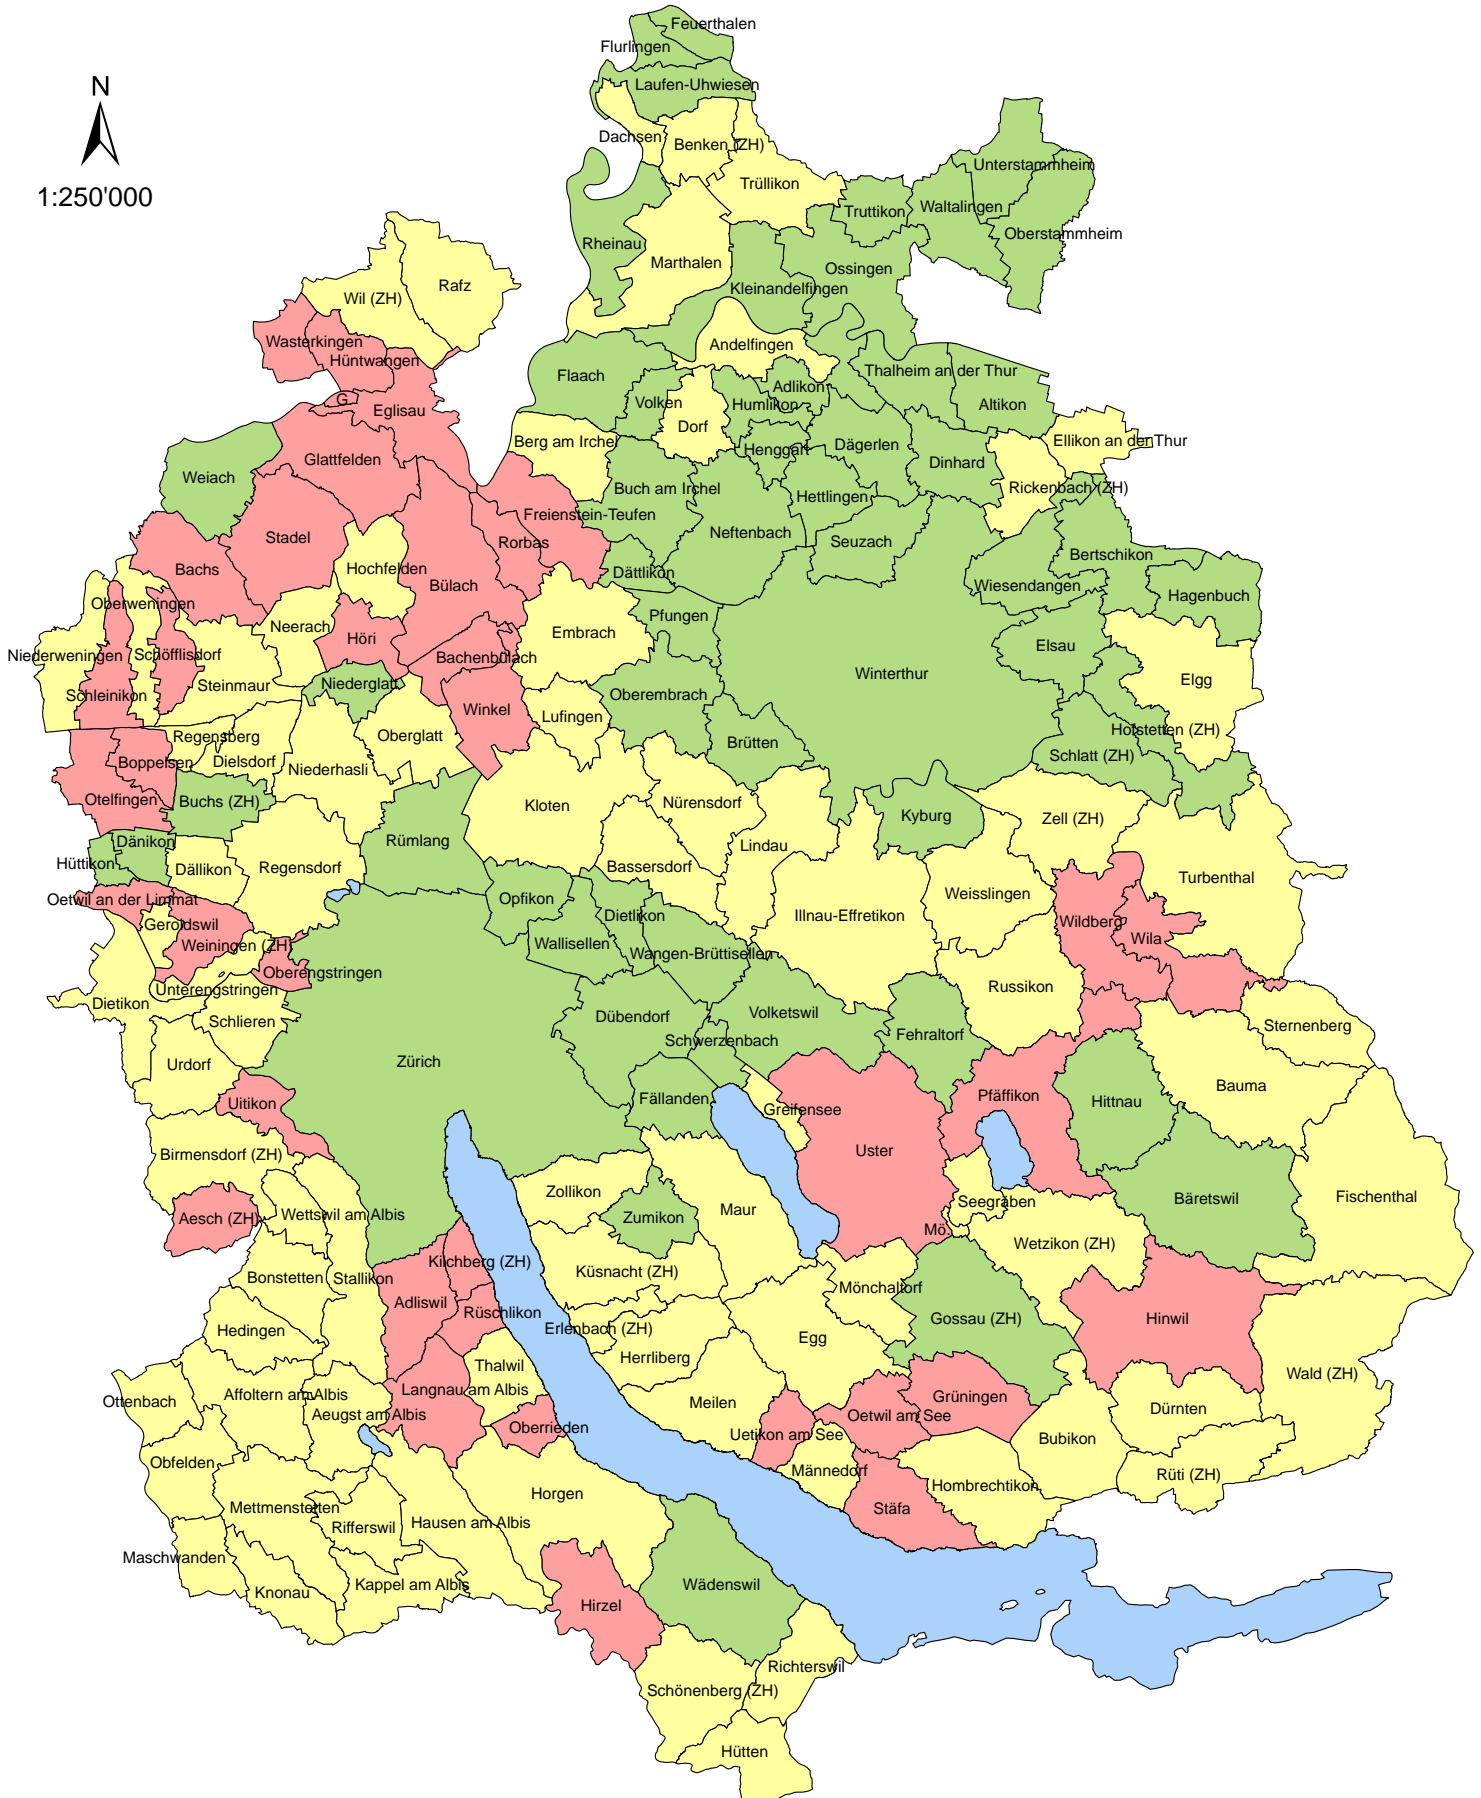 Feuerthalen
Flurlingen
Laufen-Uhwiesen
N
Dachsen
Benken (ZH)
Unterstammheim
Trüllikon
1:250'000
Truttikon
Waltalingen
Oberstammheim
Rheinau
Marthalen
Ossingen
Rafz
Kleinandelfingen
Wil (ZH)
Wasterkingen
Andelfingen
Hüntwangen
Flaach
Thalheim an der Thur
Adlikon
G.
Volken
Humlikon
Altikon
Eglisau
Dorf
Berg am Irchel
Ellikon an der Thur
Dägerlen
Henggart
Glattfelden
Dinhard
Weiach
Buch am Irchel
Rickenbach (ZH)
Hettlingen
Freienstein-Teufen
Neftenbach
Stadel
Rorbas
Seuzach
Bertschikon
Bachs
Hochfelden
Dättlikon
Bülach
Wiesendangen
Hagenbuch
Oberweningen
Pfungen
Neerach
Embrach
Höri
Elsau
Niederweningen
Schöfflisdorf
Bachenbülach
Winterthur
Elgg
Niederglatt
Steinmaur
Schleinikon
Oberembrach
Winkel
Lufingen
Hofstetten (ZH)
Regensberg
Oberglatt
Brütten
Schlatt (ZH)
Boppelsen
Dielsdorf
Niederhasli
Otelfingen
Buchs (ZH)
Kloten
Nürensdorf
Kyburg
Zell (ZH)
Dänikon
Rümlang
Lindau
Hüttikon
Dällikon
Regensdorf
Bassersdorf
Turbenthal
Weisslingen
Oetwil an der Limmat
Opfikon
Dietlikon
Illnau-Effretikon
Geroldswil
Wildberg
Weiningen (ZH)
Wallisellen
Wila
Wangen-Brüttisellen
Oberengstringen
Unterengstringen
Russikon
Dietikon
Volketswil
Schlieren
Dübendorf
Sternenberg
Fehraltorf
Schwerzenbach
Urdorf
Zürich
Bauma
Uitikon
Fällanden
Greifensee
Pfäffikon
Hittnau
Uster
Birmensdorf (ZH)
Zollikon
Fischenthal
Seegräben
Bäretswil
Wettswil am Albis
Maur
Aesch (ZH)
Zumikon
Mö.
Wetzikon (ZH)
Kilchberg (ZH)
Küsnacht (ZH)
Bonstetten
Stallikon
Mönchaltorf
Adliswil
Rüschlikon
Gossau (ZH)
Hinwil
Hedingen
Erlenbach (ZH)
Egg
Herrliberg
Thalwil
Wald (ZH)
Affoltern am Albis
Langnau am Albis
Grüningen
Ottenbach
Meilen
Dürnten
Aeugst am Albis
Oetwil am See
Oberrieden
Uetikon am See
Bubikon
Obfelden
Männedorf
Rüti (ZH)
Hombrechtikon
Horgen
Mettmenstetten
Stäfa
Hausen am Albis
Rifferswil
Maschwanden
Kappel am Albis
Wädenswil
Knonau
Hirzel
Richterswil
Schönenberg (ZH)
Hütten